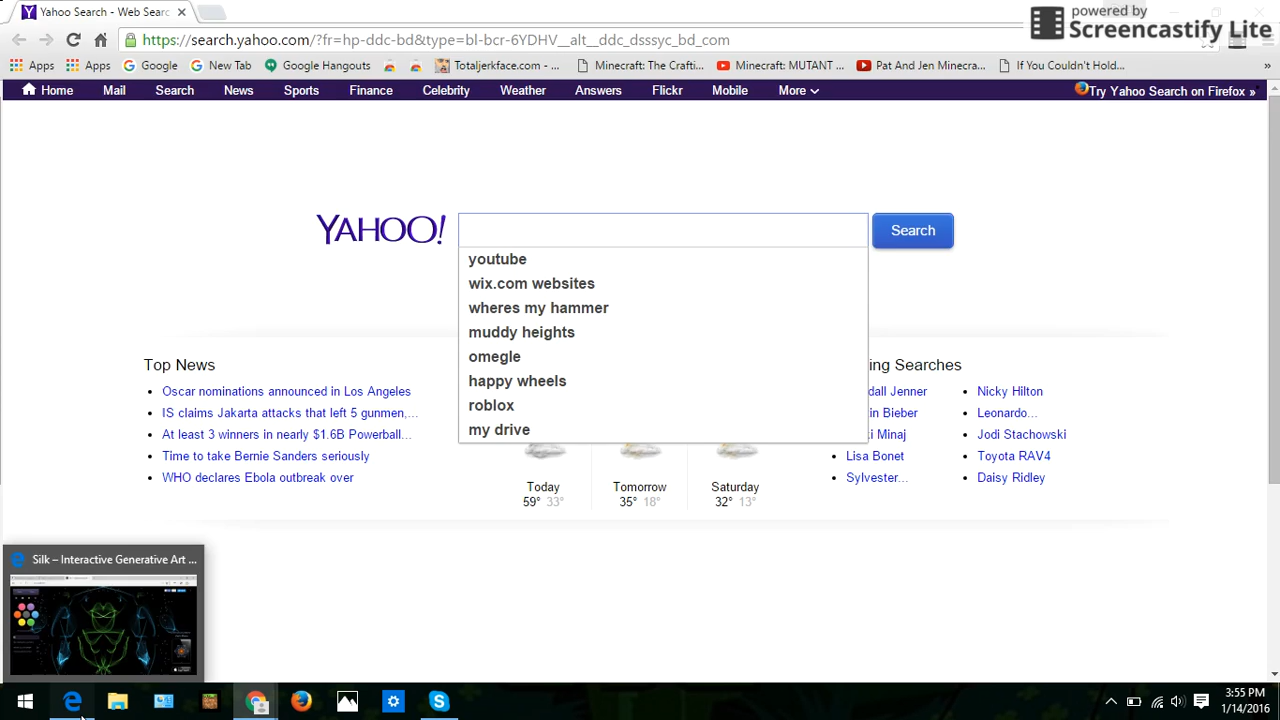 Yahoo Search - Web Searc
powered by
Screencastify Lite
https://search.yahoo.com/?fr=hp-ddc-bd&type=bl-bcr-RVDHV__alt__ddc_dsssyc_bd_com
Apps Apps Google New Tab Google Hangouts Totaljerkface.com - ... Minecraft: The Crafti... Minecraft: MUTANT ... Pat And Jen Minecra... If You Couldn't Hold... »
Home Mail Search News Sports Finance Celebrity Weather Answers Flickr Mobile More Try Yahoo Search on Firefox »
YAHOO! Search
youtube
wix.com websites
wheres my hammer
muddy heights
omegle
happy wheels
roblox
my drive
Top News
Oscar nominations announced in Los Angeles
IS claims Jakarta attacks that left 5 gunmen,...
At least 3 winners in nearly $1.6B Powerball...
Time to take Bernie Sanders seriously
WHO declares Ebola outbreak over
Today Tomorrow Saturday
59° 33° 35° 18° 32° 13°
ing Searches
dall Jenner Nicky Hilton
in Bieber Leonardo...
i Minaj Jodi Stachowski
Lisa Bonet Toyota RAV4
Sylvester... Daisy Ridley
Silk – Interactive Generative Art ...
3:55 PM
1/14/2016